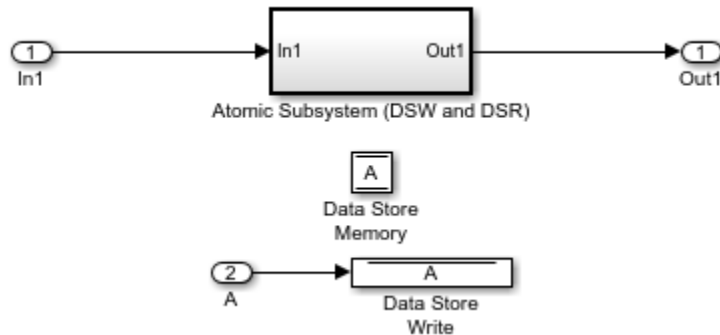 1
In1
In1
Out1
Atomic Subsystem (DSW and DSR)
1
Out1
A
Data Store
Memory
2
A
A
Data Store
Write